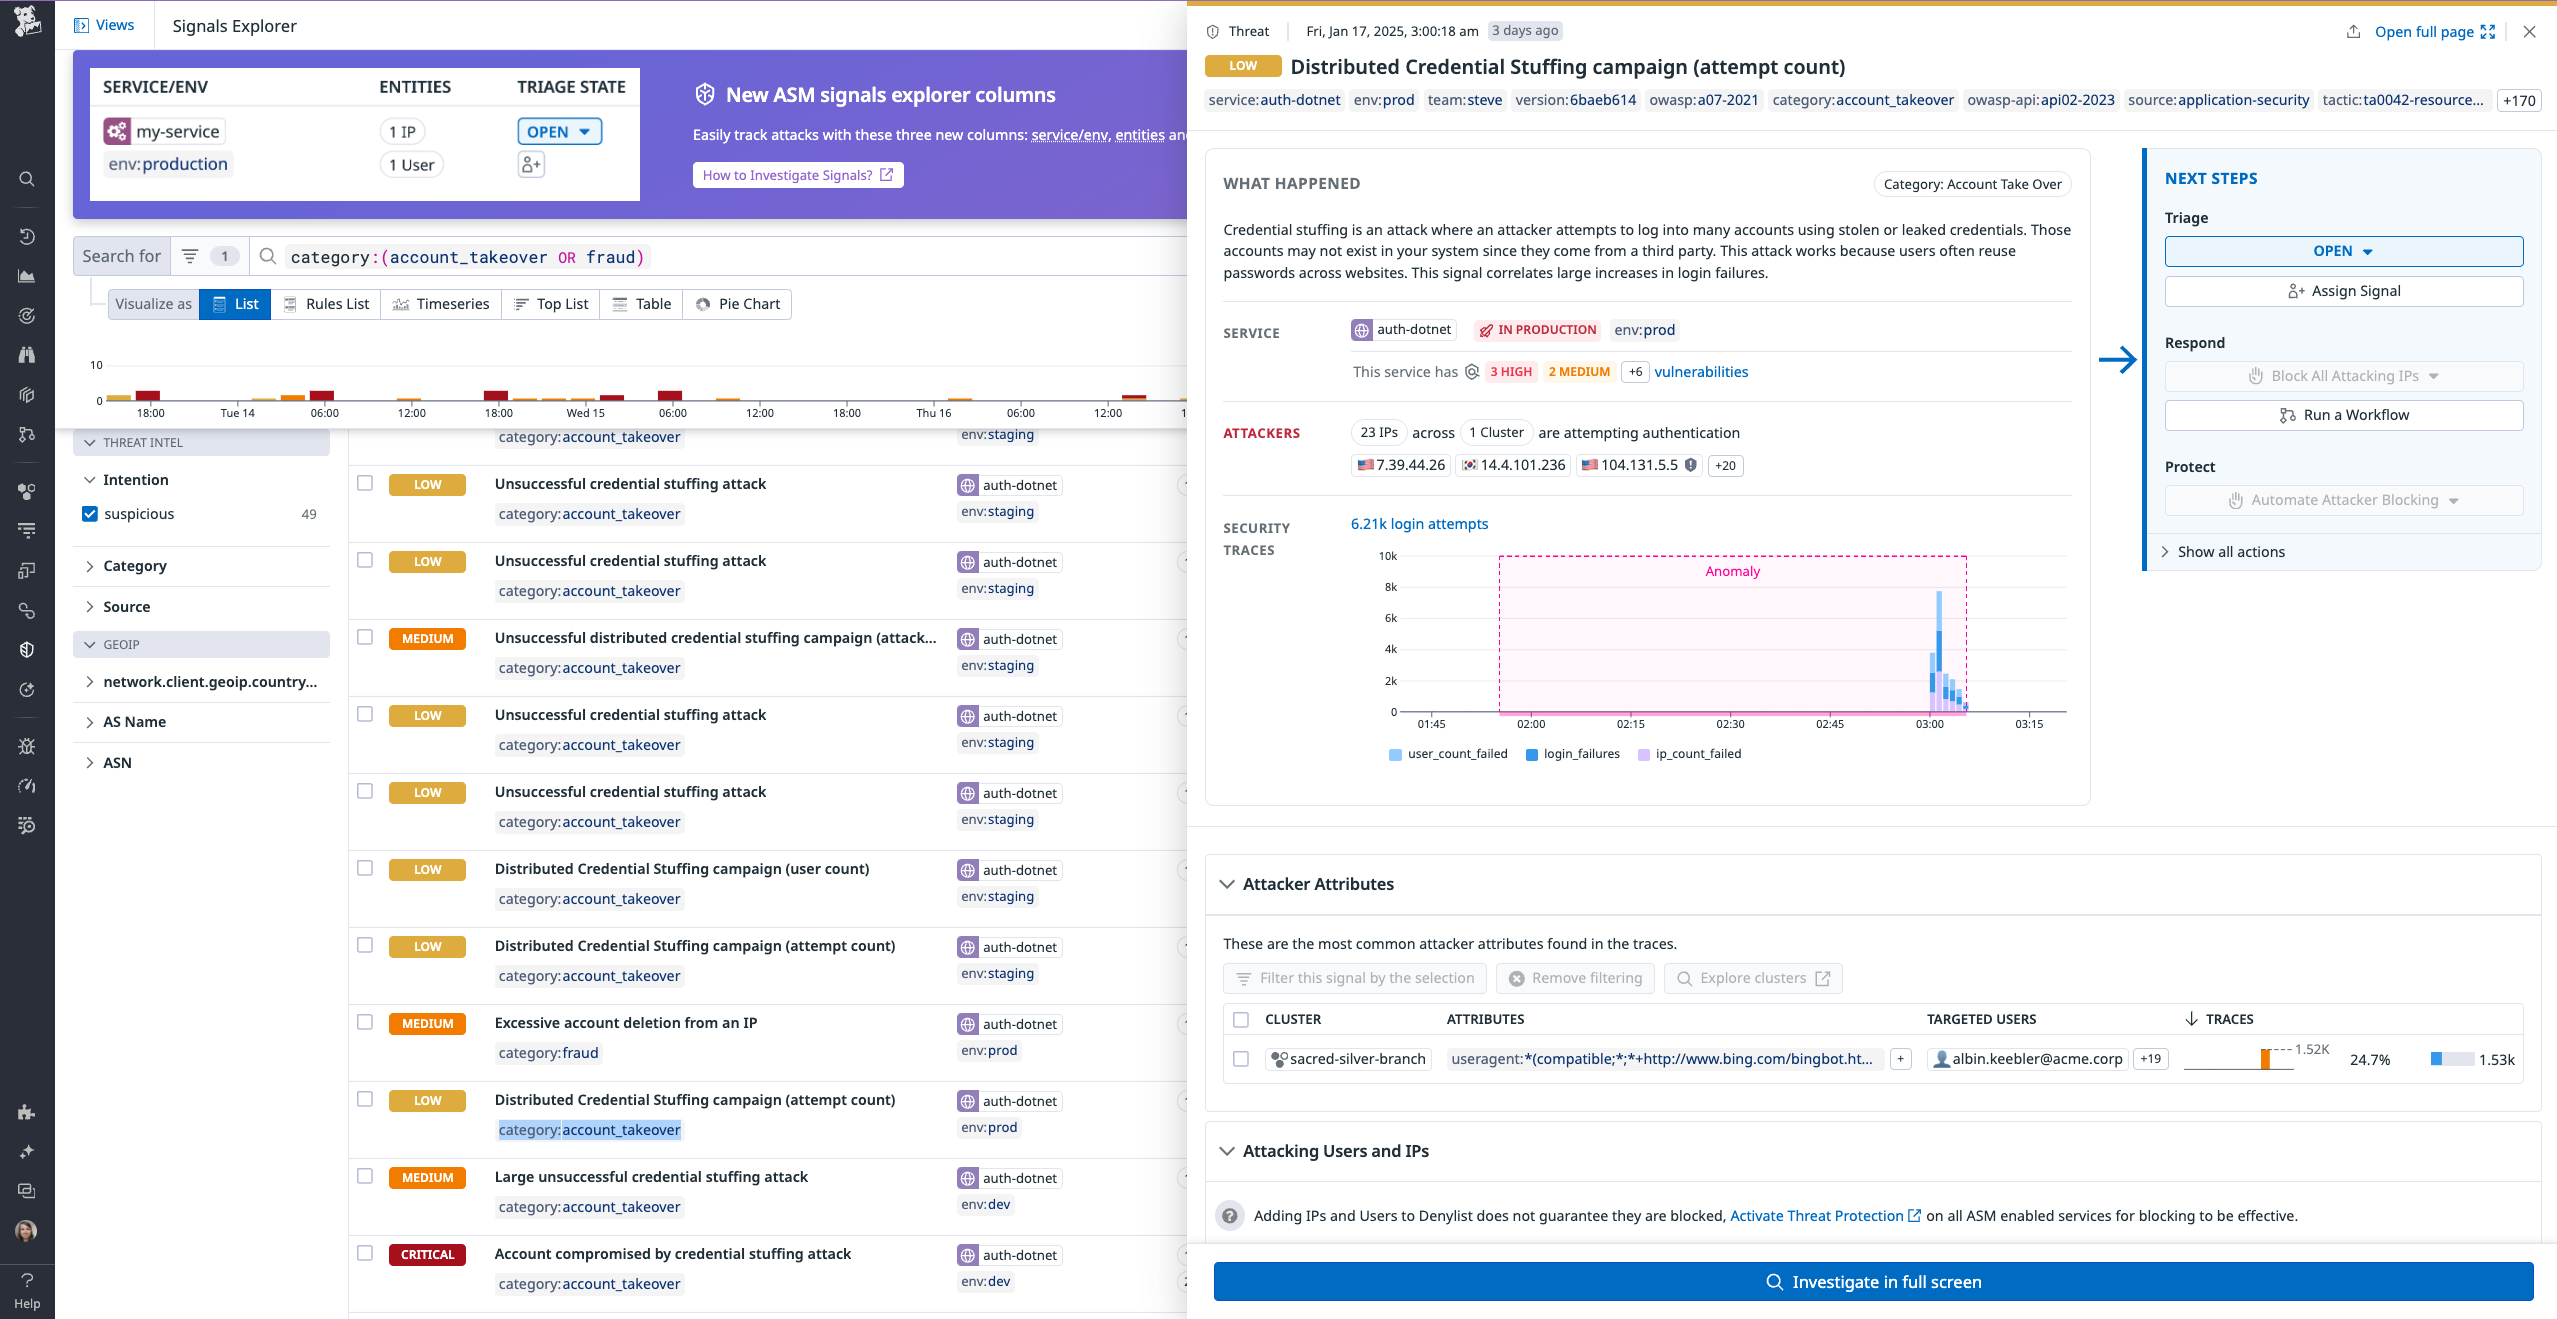 Views
Signals Explorer
SERVICE/ENV ENTITIES TRIAGE STATE
my-service 1 IP OPEN
env:production 1 User
New ASM signals explorer columns
Easily track attacks with these three new columns: service/env, entities and
How to Investigate Signals?
Search for 1 category:(account_takeover OR fraud)
Visualize as List Rules List Timeseries Top List Table Pie Chart
10
0
18:00 Tue 14 06:00 12:00 18:00 Wed 15 06:00 12:00 18:00 Thu 16 06:00 12:00 1
THREAT INTEL
Intention
suspicious 49
Category
Source
GEOIP
network.client.geoip.country...
AS Name
ASN
category:account_takeover env:staging
LOW Unsuccessful credential stuffing attack auth-dotnet
category:account_takeover env:staging
LOW Unsuccessful credential stuffing attack auth-dotnet
category:account_takeover env:staging
MEDIUM Unsuccessful distributed credential stuffing campaign (attack... auth-dotnet
category:account_takeover env:staging
LOW Unsuccessful credential stuffing attack auth-dotnet
category:account_takeover env:staging
LOW Unsuccessful credential stuffing attack auth-dotnet
category:account_takeover env:staging
LOW Distributed Credential Stuffing campaign (user count) auth-dotnet
category:account_takeover env:staging
LOW Distributed Credential Stuffing campaign (attempt count) auth-dotnet
category:account_takeover env:staging
MEDIUM Excessive account deletion from an IP auth-dotnet
category:fraud env:prod
LOW Distributed Credential Stuffing campaign (attempt count) auth-dotnet
category:account_takeover env:prod
MEDIUM Large unsuccessful credential stuffing attack auth-dotnet
category:account_takeover env:dev
CRITICAL Account compromised by credential stuffing attack auth-dotnet
category:account_takeover env:dev
Help
Threat Fri, Jan 17, 2025, 3:00:18 am 3 days ago Open full page
LOW Distributed Credential Stuffing campaign (attempt count)
service:auth-dotnet env:prod team:steve version:6baeb614 owasp:a07-2021 category:account_takeover owasp-api:api02-2023 source:application-security tactic:ta0042-resource... +170
WHAT HAPPENED Category: Account Take Over
Credential stuffing is an attack where an attacker attempts to log into many accounts using stolen or leaked credentials. Those
accounts may not exist in your system since they come from a third party. This attack works because users often reuse
passwords across websites. This signal correlates large increases in login failures.
SERVICE auth-dotnet IN PRODUCTION env:prod
This service has 3 HIGH 2 MEDIUM +6 vulnerabilities
ATTACKERS 23 IPs across 1 Cluster are attempting authentication
7.39.44.26 14.4.101.236 104.131.5.5 +20
SECURITY
TRACES
6.21k login attempts
10k
8k
6k
4k
2k
0
Anomaly
01:45 02:00 02:15 02:30 02:45 03:00 03:15
user_count_failed login_failures ip_count_failed
NEXT STEPS
Triage
OPEN
Assign Signal
Respond
Block All Attacking IPs
Run a Workflow
Protect
Automate Attacker Blocking
Show all actions
Attacker Attributes
These are the most common attacker attributes found in the traces.
Filter this signal by the selection Remove filtering Explore clusters
CLUSTER ATTRIBUTES TARGETED USERS TRACES
sacred-silver-branch useragent:*(compatible;*;*+http://www.bing.com/bingbot.ht... + albin.keebler@acme.corp +19 1.52K 24.7% 1.53k
Attacking Users and IPs
Adding IPs and Users to Denylist does not guarantee they are blocked, Activate Threat Protection on all ASM enabled services for blocking to be effective.
Investigate in full screen